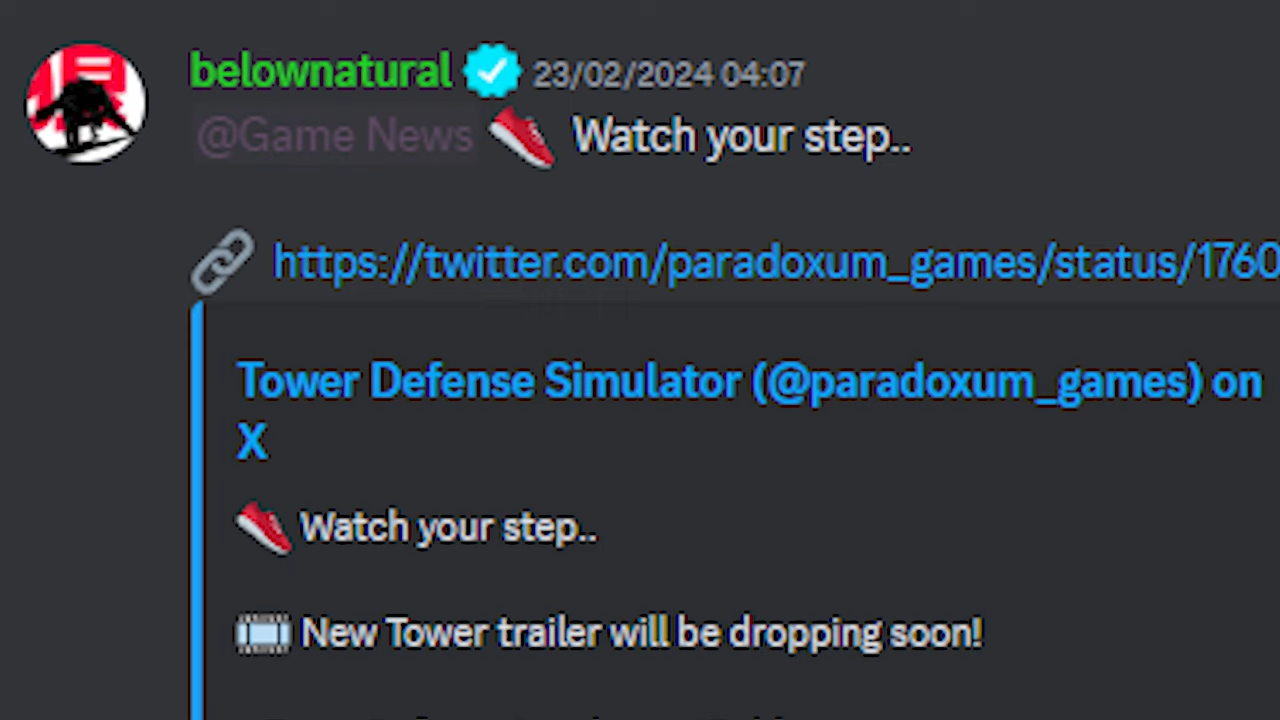 belownatural 23/02/2024 04:07
@Game News Watch your step..
https://twitter.com/paradoxum_games/status/1760
Tower Defense Simulator (@paradoxum_games) on
X
Watch your step..
New Tower trailer will be dropping soon!